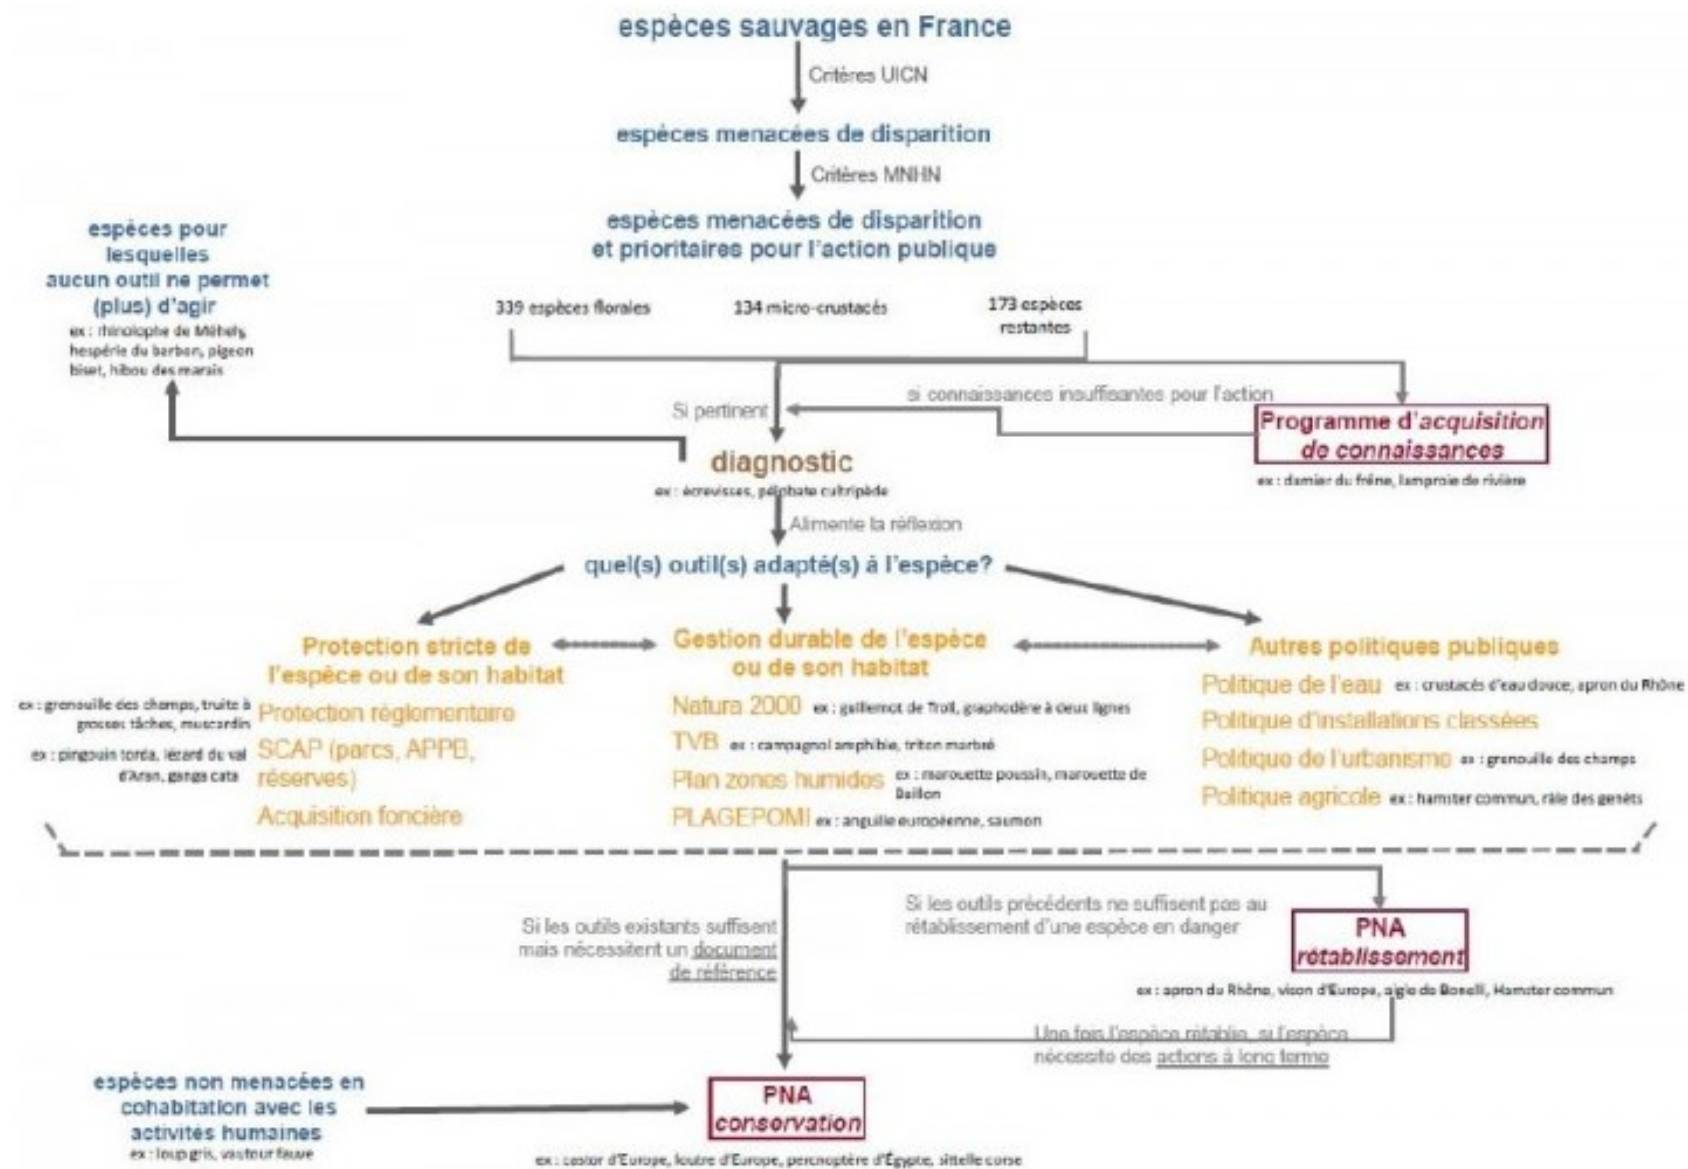 espèces sauvages en France
Critères UICN
espèces menacées de disparition
Critères MNHN
espèces menacées de disparition
et prioritaires pour l'action publique
espèces pour
lesquelles
aucun outil ne permet
(plus) d'agir
ex : rhinolophe de Méhely,
hespérie du barbon, pigeon
biset, hibou des marais
339 espèces florales
134 micro-crustacés
173 espèces
restantes
si connaissances insuffisantes pour l'action
Si pertinent
Programme d'acquisition
de connaissances
ex : damier du frêne, lamproie de rivière
diagnostic
ex : écrevisses, pélobate cultripède
Alimente la réflexion
quel(s) outil(s) adapté(s) à l'espèce?
Protection stricte de
l'espèce ou de son habitat
ex : grenouille des champs, truite à
grosses tâches, muscardin
Protection réglementaire
ex : pingouin torda, lézard du val
d'Aran, ganga cata
SCAP (parcs, APPB,
réserves)
Acquisition foncière
Gestion durable de l'espèce
ou de son habitat
Natura 2000 ex : guillemot de Troïl, graphodère à deux lignes
TVB ex : campagnol amphibie, triton marbré
Plan zones humides ex : marouette poussin, marouette de
Baillon
PLAGEPOMI ex : anguille européenne, saumon
Autres politiques publiques
Politique de l'eau ex : crustacés d'eau douce, apron du Rhône
Politique d'installations classées
Politique de l'urbanisme ex : grenouille des champs
Politique agricole ex : hamster commun, râle des genêts
Si les outils existants suffisent
mais nécessitent un document
de référence
Si les outils précédents ne suffisent pas au
rétablissement d'une espèce en danger
PNA
rétablissement
ex : apron du Rhône, vison d'Europe, aigle de Bonelli, Hamster commun
Une fois l'espèce rétablie, si l'espèce
nécessite des actions à long terme
espèces non menacées en
cohabitation avec les
activités humaines
ex : loup gris, vautour fauve
PNA
conservation
ex : castor d'Europe, loutre d'Europe, percnoptère d'Égypte, sittelle corse